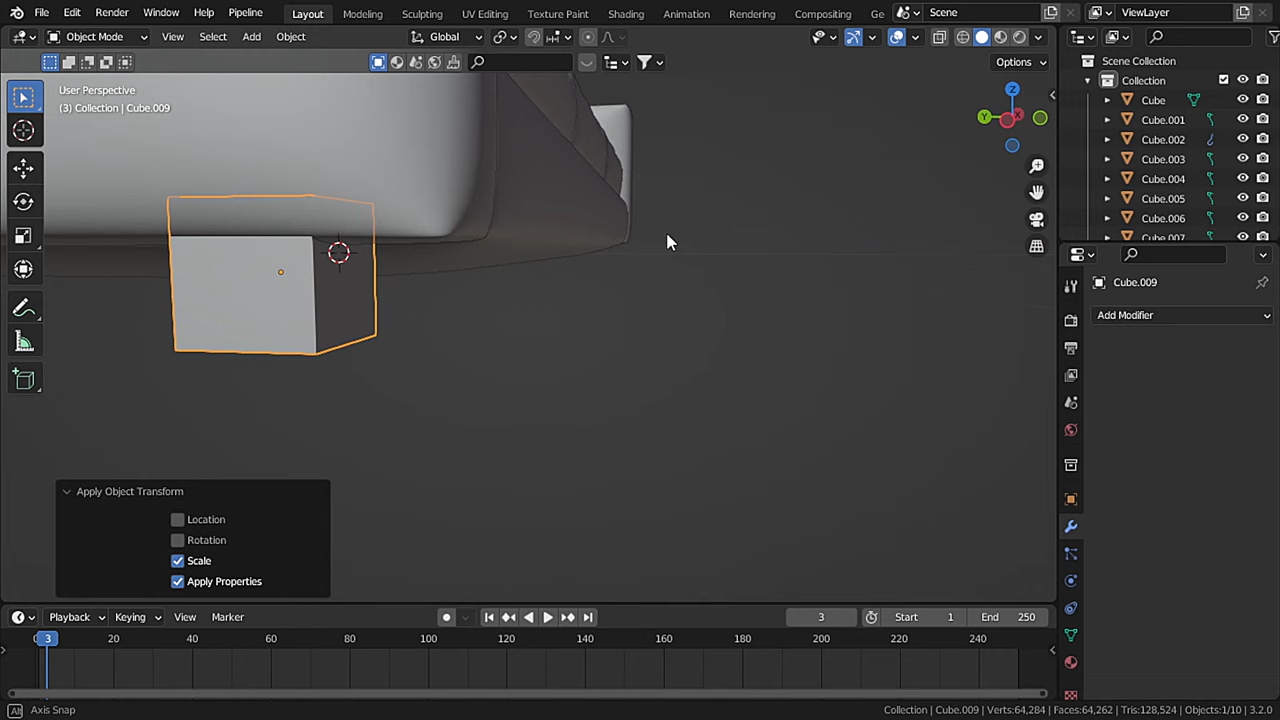 File Edit Render Window Help Pipeline Layout Modeling Sculpting UV Editing Texture Paint Shading Animation Rendering Compositing Ge Scene ViewLayer
Object Mode View Select Add Object Global
Options
User Perspective
(3) Collection | Cube.009
Z
Y
X
Scene Collection
Collection
Cube
Cube.001
Cube.002
Cube.003
Cube.004
Cube.005
Cube.006
Cube.007
Cube.009
Add Modifier
Apply Object Transform
Location
Rotation
Scale
Apply Properties
Playback Keying View Marker 3 Start 1 End 250
3 20 40 60 80 100 120 140 160 180 200 220 240
Alt Axis Snap Collection | Cube.009 | Verts:64,284 | Faces:64,262 | Tris:128,524 | Objects:1/10 | 3.2.0